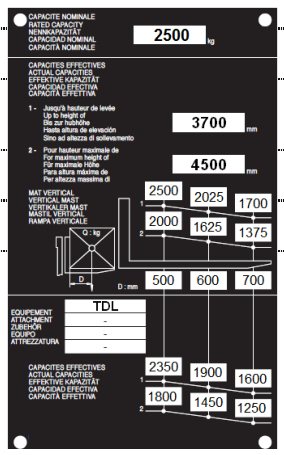 CAPACITE NOMINALE
RATED CAPACITY
NENNKAPAZITÄT
CAPACIDAD NOMINAL
CAPACITÀ NOMINALE
2500 kg
CAPACITES EFFECTIVES
ACTUAL CAPACITIES
EFFEKTIVE KAPAZITÄT
CAPACIDAD EFECTIVA
CAPACITÀ EFFETTIVA
1 - Jusqu'à hauteur de levée
Up to height of
Bis zur hubhöhe
Hasta altura de elevación
Sino ad altezza di sollevamento
3700 mm
2 - Pour hauteur maximale de
For maximum height of
Für maximale Höhe
Para altura máxima de
Per altezza massima di
4500 mm
MAT VERTICAL
VERTICAL MAST
VERTIKALER MAST
MASTIL VERTICAL
RAMPA VERTICALE
1 2500 2025 1700
2 2000 1625 1375
Q : kg
D
D : mm 500 600 700
EQUIPEMENT
ATTACHMENT
ZUBEHÖR
EQUIPO
ATTREZZATURA
TDL
-
-
-
CAPACITES EFFECTIVES
ACTUAL CAPACITIES
EFFEKTIVE KAPAZITÄT
CAPACIDAD EFECTIVA
CAPACITÀ EFFETTIVA
1 2350 1900 1600
2 1800 1450 1250